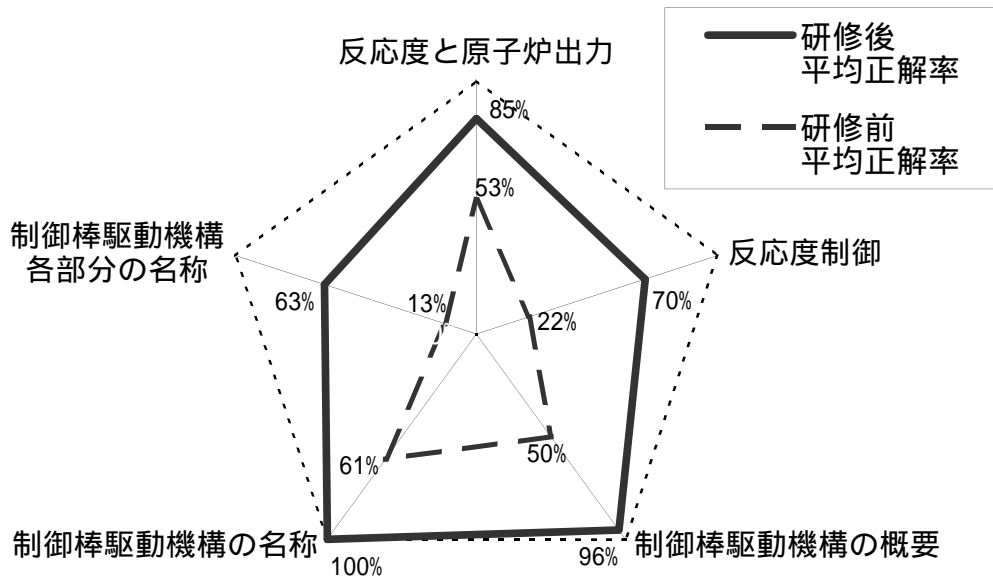 研修後
平均正解率
研修前
平均正解率
反応度と原子炉出力
85%
53%
制御棒駆動機構
各部分の名称
反応度制御
63%
13%
22%
70%
61%
50%
制御棒駆動機構の名称
100%
96%
制御棒駆動機構の概要